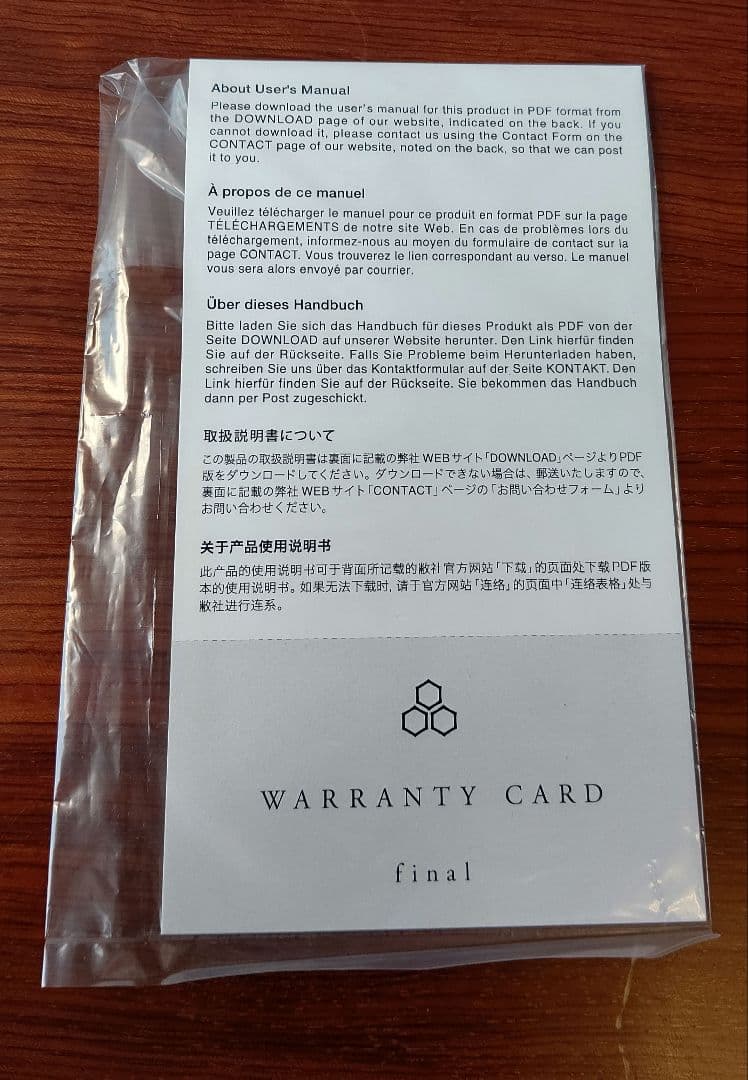 About User's Manual
Please download the user's manual for this product in PDF format from
the DOWNLOAD page of our website, indicated on the back. If you
cannot download it, please contact us using the Contact Form on the
CONTACT page of our website, noted on the back, so that we can post
it to you.
À propos de ce manuel
Veuillez télécharger le manuel pour ce produit en format PDF sur la page
TÉLÉCHARGEMENTS de notre site Web. En cas de problèmes lors du
téléchargement, informez-nous au moyen du formulaire de contact sur la
page CONTACT. Vous trouverez le lien correspondant au verso. Le manuel
vous sera alors envoyé par courrier.
Über dieses Handbuch
Bitte laden Sie sich das Handbuch für dieses Produkt als PDF von der
Seite DOWNLOAD auf unserer Website herunter. Den Link hierfür finden
Sie auf der Rückseite. Falls Sie Probleme beim Herunterladen haben,
schreiben Sie uns über das Kontaktformular auf der Seite KONTAKT. Den
Link hierfür finden Sie auf der Rückseite. Sie bekommen das Handbuch
dann per Post zugeschickt.
取扱説明書について
この製品の取扱説明書は裏面に記載の弊社WEBサイト「DOWNLOAD」ページよりPDF
版をダウンロードしてください。ダウンロードできない場合は、郵送いたしますので、
裏面に記載の弊社WEBサイト「CONTACT」ページの「お問い合わせフォーム」より
お問い合わせください。
关于产品使用说明书
此产品的使用说明书可于背面所记载的敝社官方网站「下载」的页面处下载PDF版
本的使用说明书。如果无法下载时，请于官方网站「连络」的页面中「连络表格」处与
敝社进行连系。
WARRANTY CARD
final